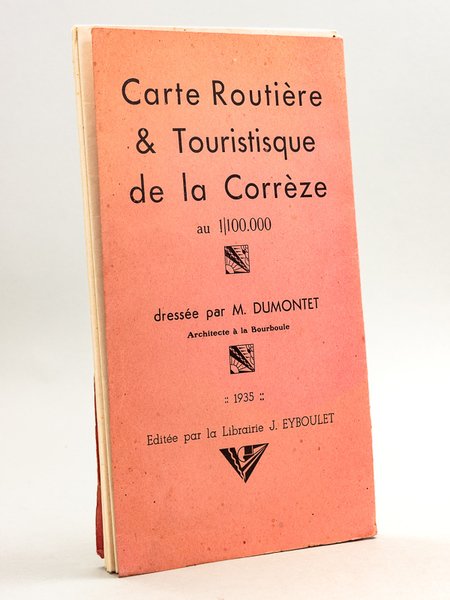 Carte Routière
& Touristisque
de la Corrèze
au 1/100.000
dressée par M. DUMONTET
Architecte à la Bourboule
:: 1935 ::
Editée par la Librairie J. EYBOULET